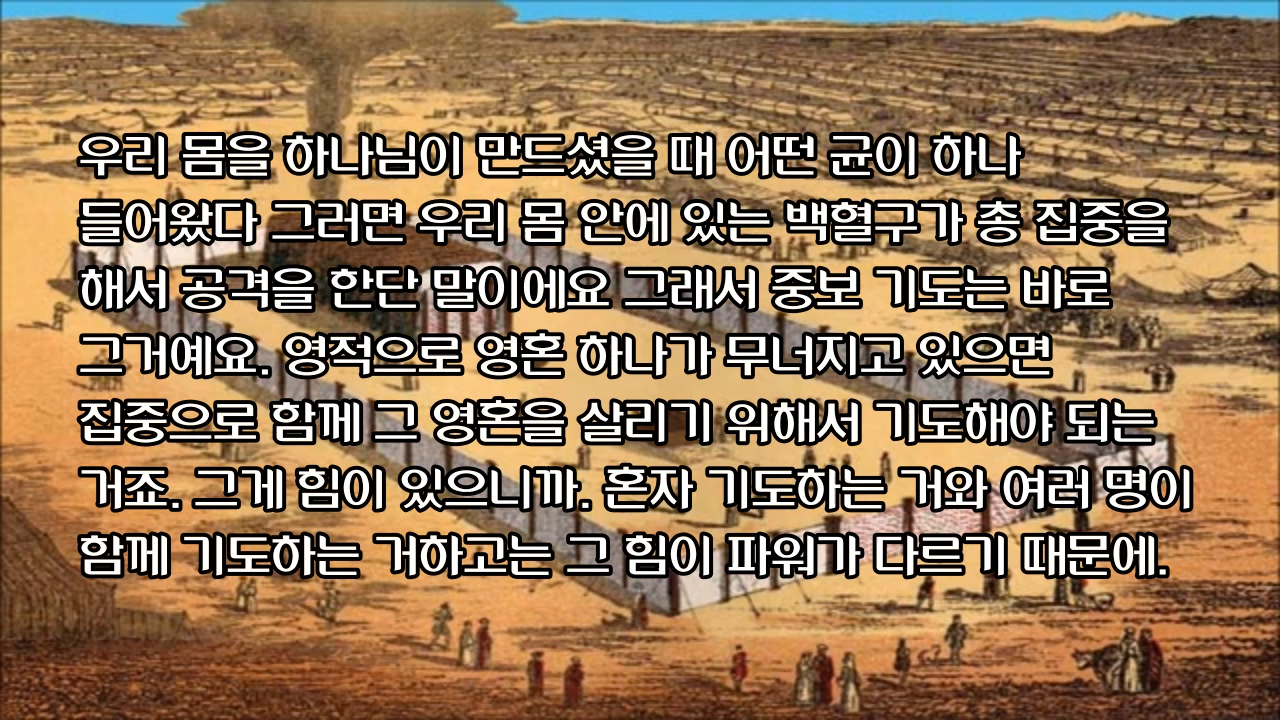 우리 몸을 하나님이 만드셨을 때 어떤 균이 하나
들어왔다 그러면 우리 몸 안에 있는 백혈구가 총 집중을
해서 공격을 한단 말이에요 그래서 중보 기도는 바로
그거예요. 영적으로 영혼 하나가 무너지고 있으면
집중으로 함께 그 영혼을 살리기 위해서 기도해야 되는
거죠. 그게 힘이 있으니까. 혼자 기도하는 거와 여러 명이
함께 기도하는 거하고는 그 힘이 파워가 다르기 때문에.